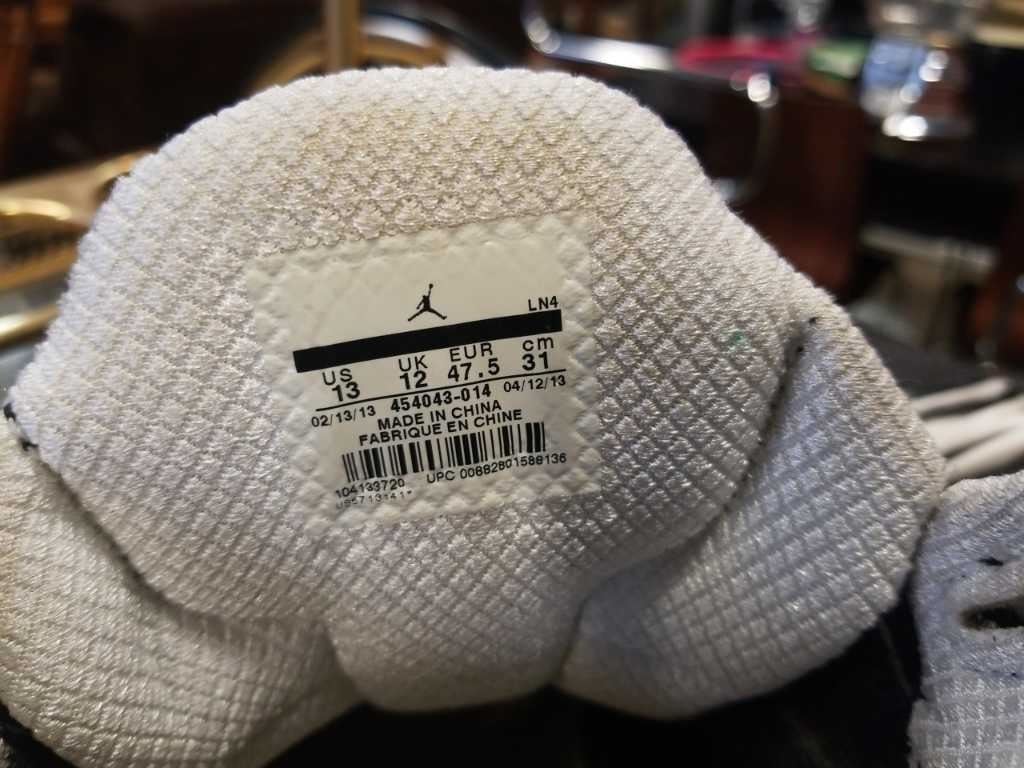 LN4
US UK EUR cm
13 12 47.5 31
02/13/13 454043-014 04/12/13
MADE IN CHINA
FABRIQUE EN CHINE
104133720 UPC 00882801588136